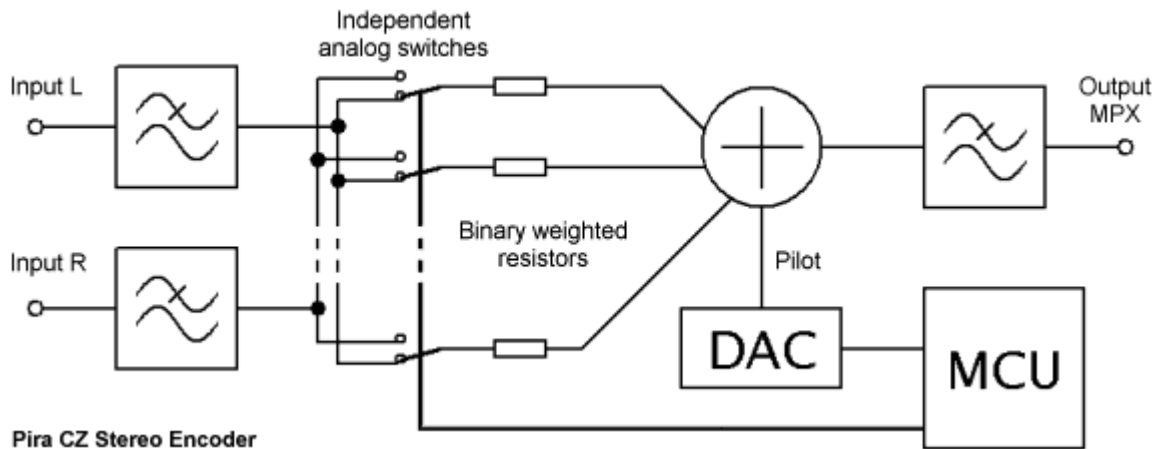 Independent
analog switches
Input L
Output
MPX
Binary weighted
resistors
Input R
Pilot
DAC
MCU
Pira CZ Stereo Encoder